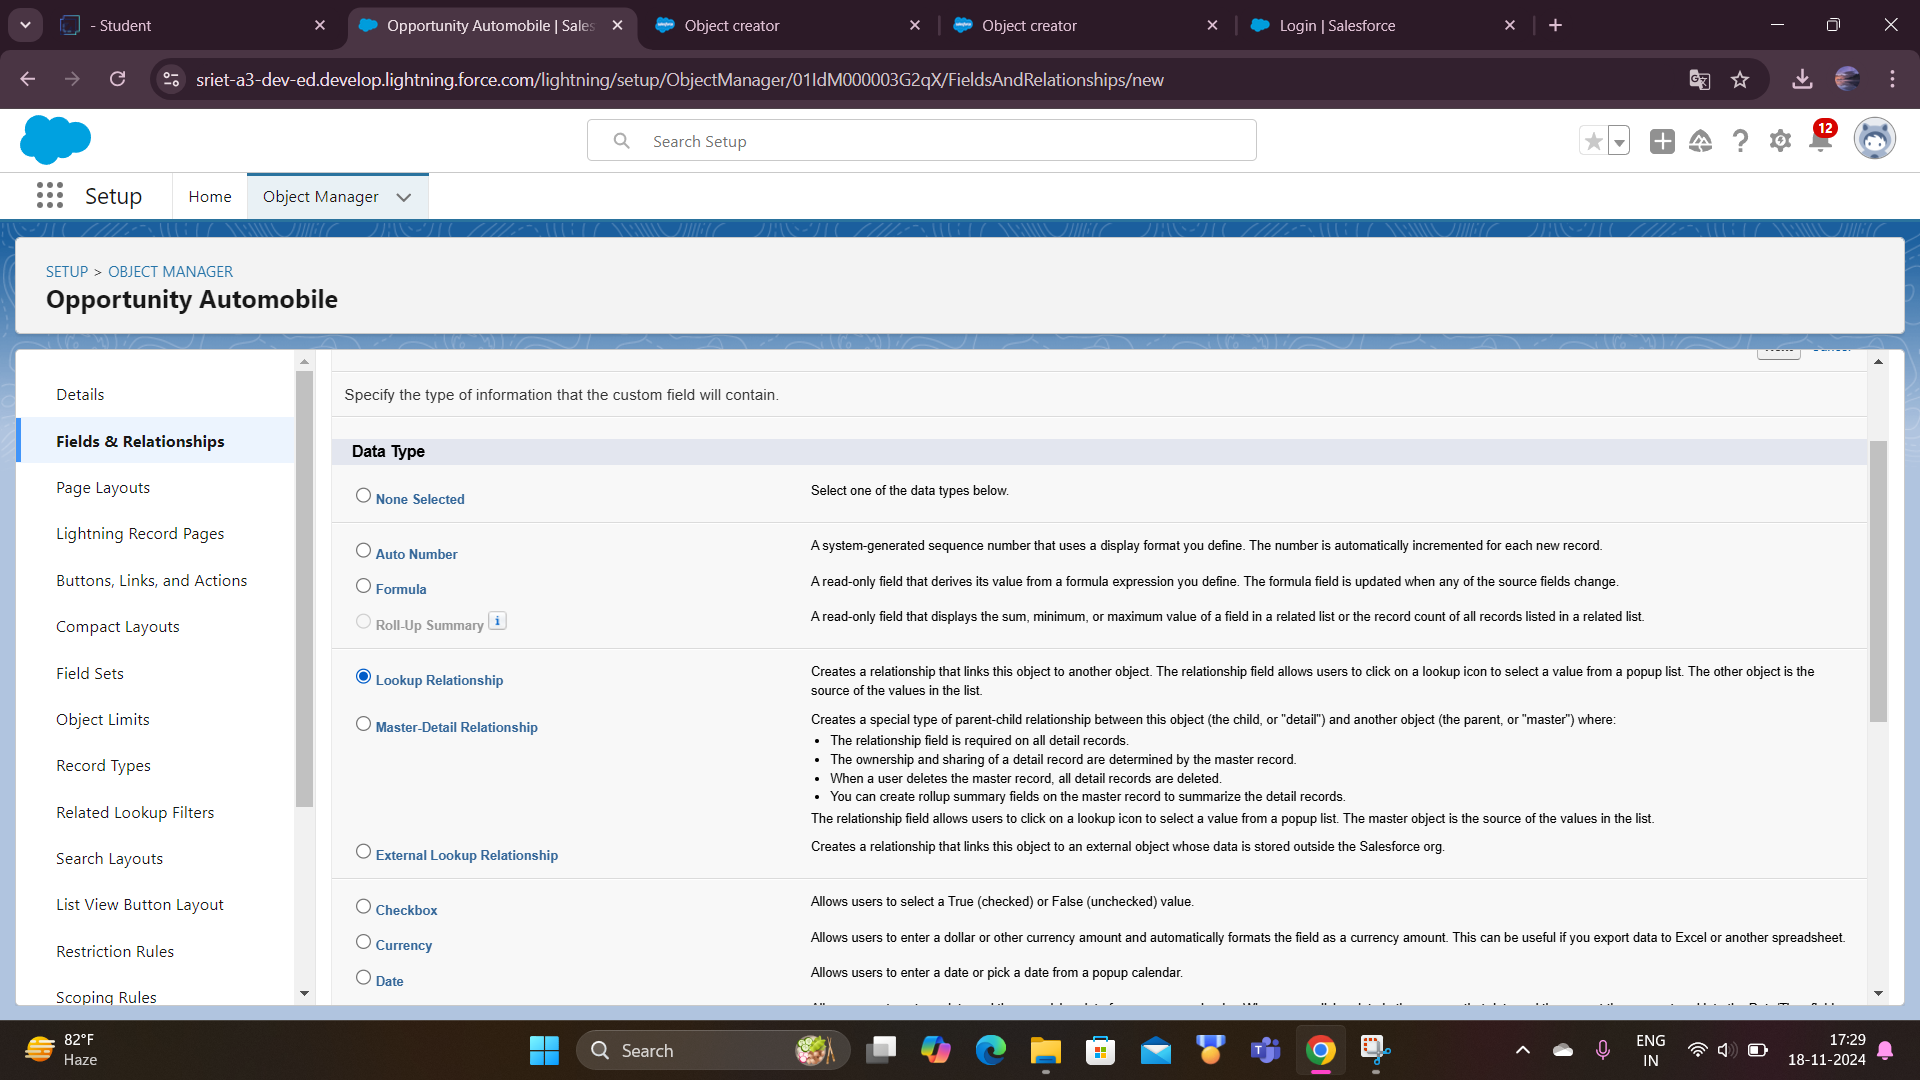 - Student
Opportunity Automobile | Sales
Object creator
Object creator
Login | Salesforce
sriet-a3-dev-ed.develop.lightning.force.com/lightning/setup/ObjectManager/01IdM000003G2qX/FieldsAndRelationships/new
Search Setup
12
Setup
Home
Object Manager
SETUP > OBJECT MANAGER
Opportunity Automobile
Details
Fields & Relationships
Page Layouts
Lightning Record Pages
Buttons, Links, and Actions
Compact Layouts
Field Sets
Object Limits
Record Types
Related Lookup Filters
Search Layouts
List View Button Layout
Restriction Rules
Scoping Rules
Specify the type of information that the custom field will contain.
Data Type
None Selected
Select one of the data types below.
Auto Number
A system-generated sequence number that uses a display format you define. The number is automatically incremented for each new record.
Formula
A read-only field that derives its value from a formula expression you define. The formula field is updated when any of the source fields change.
Roll-Up Summary i
A read-only field that displays the sum, minimum, or maximum value of a field in a related list or the record count of all records listed in a related list.
Lookup Relationship
Creates a relationship that links this object to another object. The relationship field allows users to click on a lookup icon to select a value from a popup list. The other object is the
source of the values in the list.
Master-Detail Relationship
Creates a special type of parent-child relationship between this object (the child, or "detail") and another object (the parent, or "master") where:
• The relationship field is required on all detail records.
• The ownership and sharing of a detail record are determined by the master record.
• When a user deletes the master record, all detail records are deleted.
• You can create rollup summary fields on the master record to summarize the detail records.
The relationship field allows users to click on a lookup icon to select a value from a popup list. The master object is the source of the values in the list.
External Lookup Relationship
Creates a relationship that links this object to an external object whose data is stored outside the Salesforce org.
Checkbox
Allows users to select a True (checked) or False (unchecked) value.
Currency
Allows users to enter a dollar or other currency amount and automatically formats the field as a currency amount. This can be useful if you export data to Excel or another spreadsheet.
Date
Allows users to enter a date or pick a date from a popup calendar.
82°F
Haze
Search
ENG
IN
17:29
18-11-2024